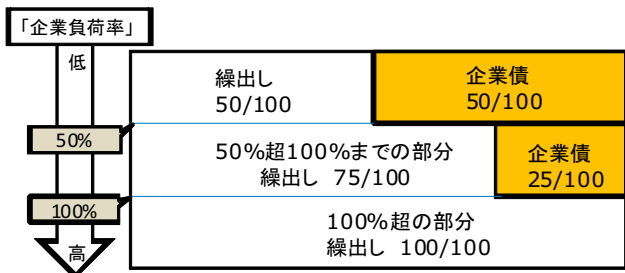 「企業負荷率」
低
繰出し
50/100
企業債
50/100
50%
50%超100%までの部分
繰出し 75/100
企業債
25/100
100%
100%超の部分
繰出し 100/100
高